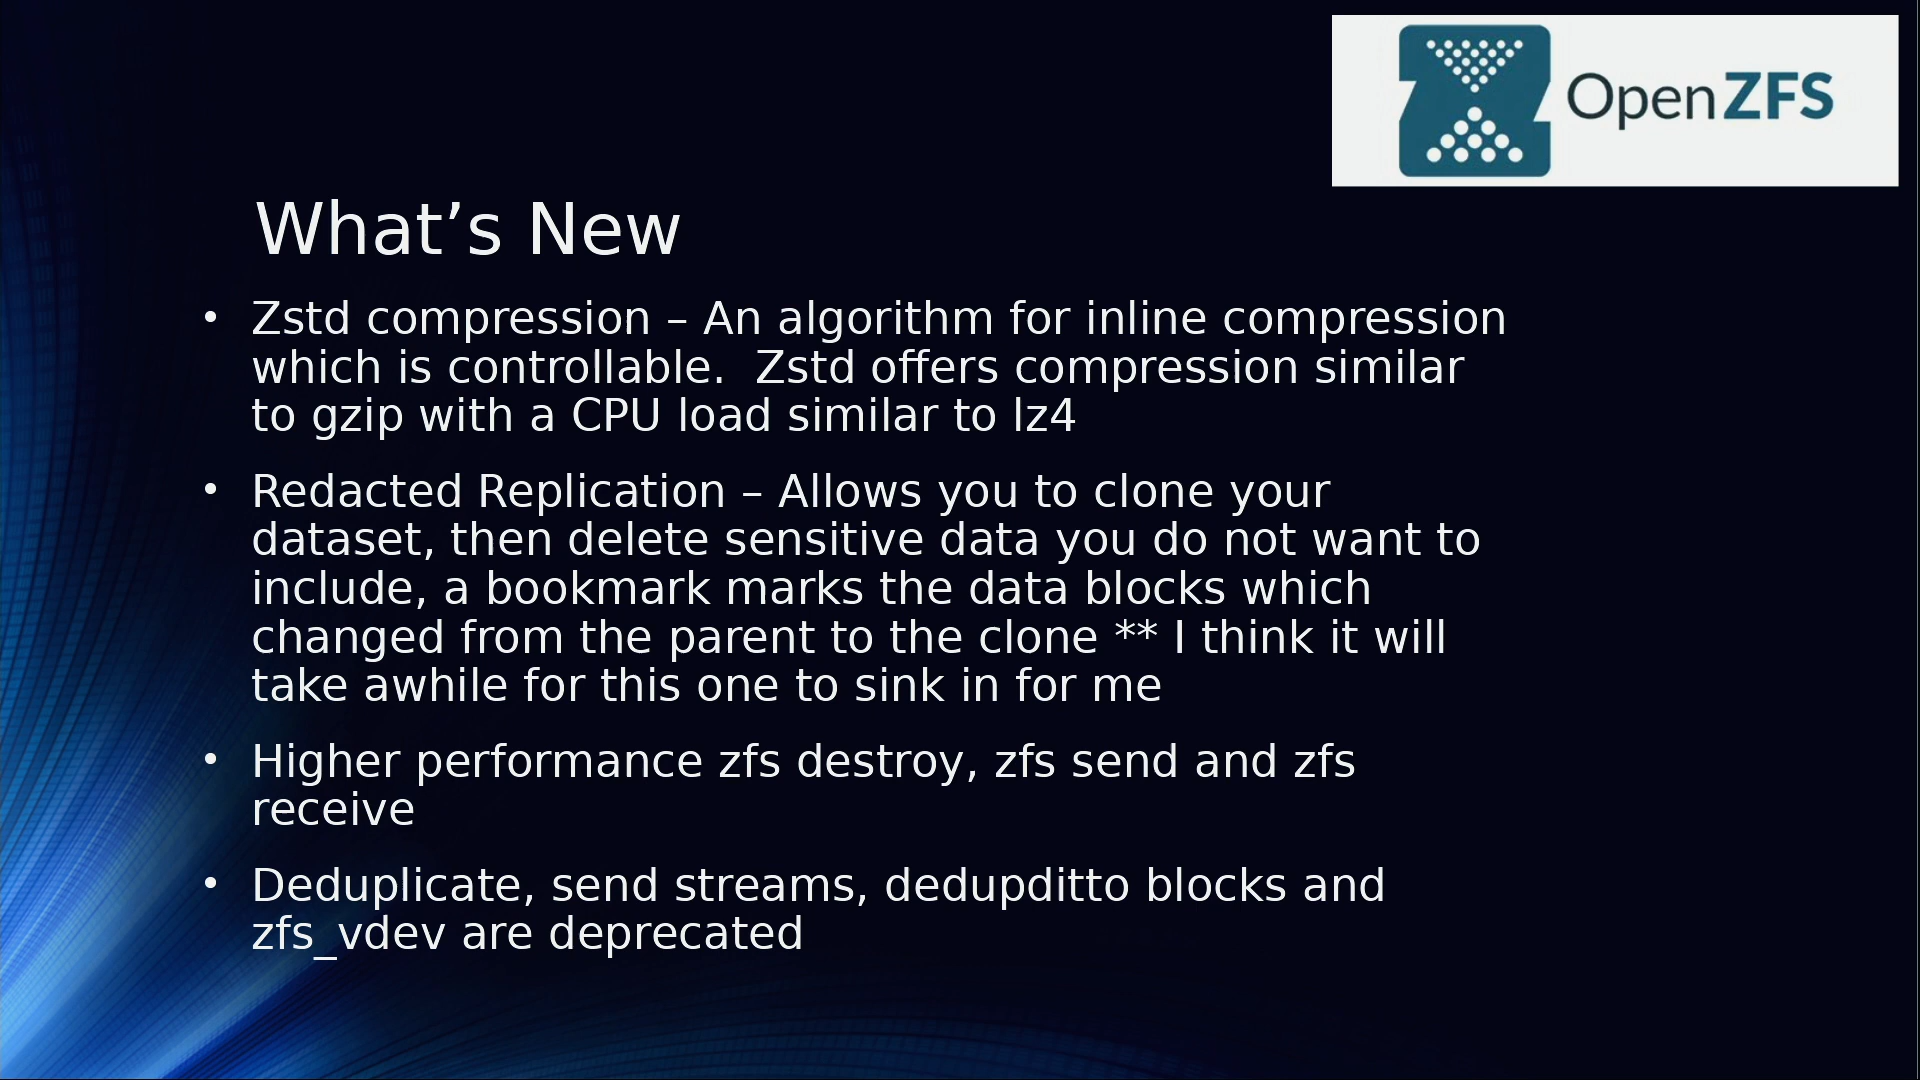 OpenZFS
What’s New
• Zstd compression – An algorithm for inline compression
which is controllable.  Zstd offers compression similar
to gzip with a CPU load similar to lz4
• Redacted Replication – Allows you to clone your
dataset, then delete sensitive data you do not want to
include, a bookmark marks the data blocks which
changed from the parent to the clone ** I think it will
take awhile for this one to sink in for me
• Higher performance zfs destroy, zfs send and zfs
receive
• Deduplicate, send streams, dedupditto blocks and
zfs_vdev are deprecated